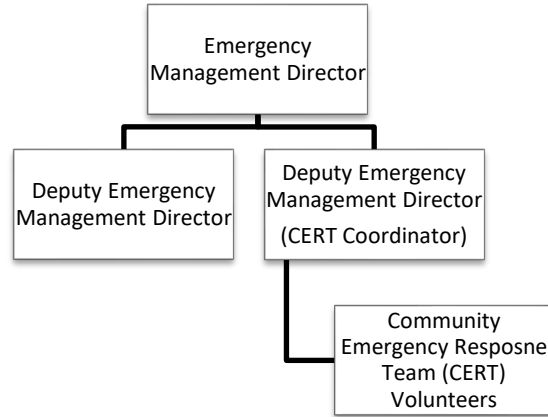 Emergency
Management Director
Deputy Emergency
Management Director
Deputy Emergency
Management Director
(CERT Coordinator)
Community
Emergency Resposne
Team (CERT)
Volunteers